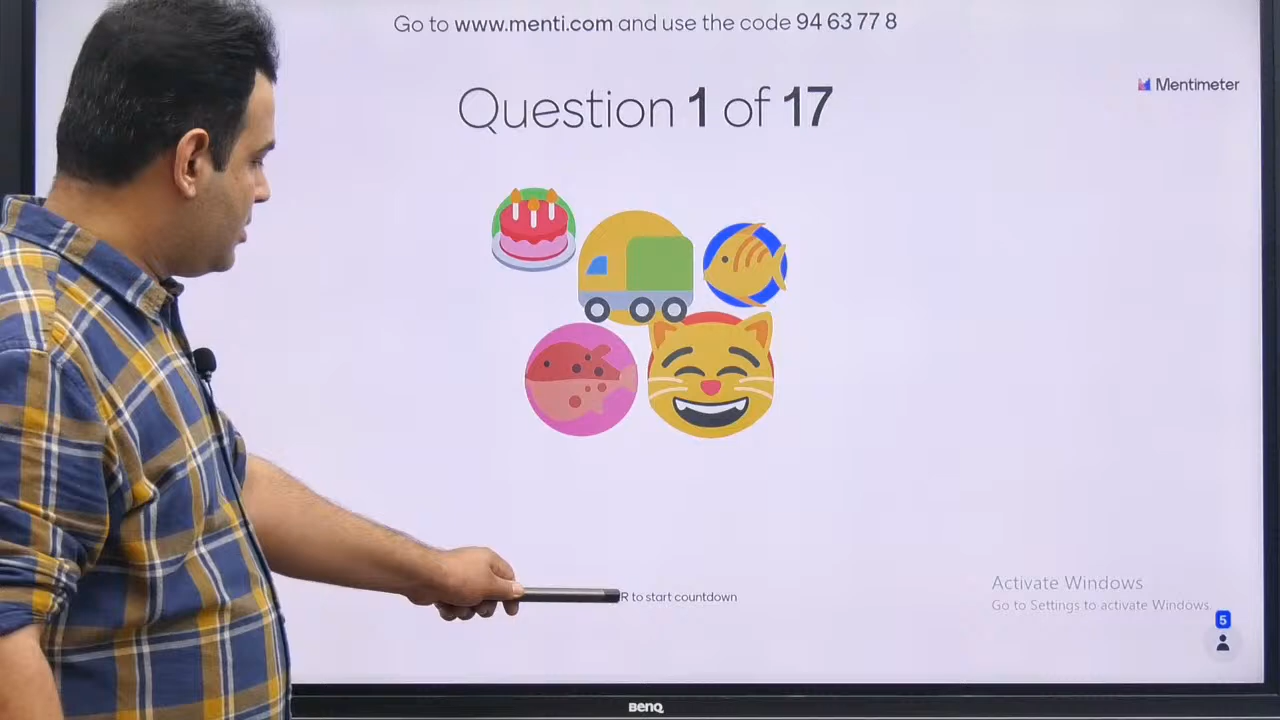 Go to www.menti.com and use the code 94 63 77 8
Mentimeter
Question 1 of 17
R to start countdown
Activate Windows
Go to Settings to activate Windows.
5
BenQ